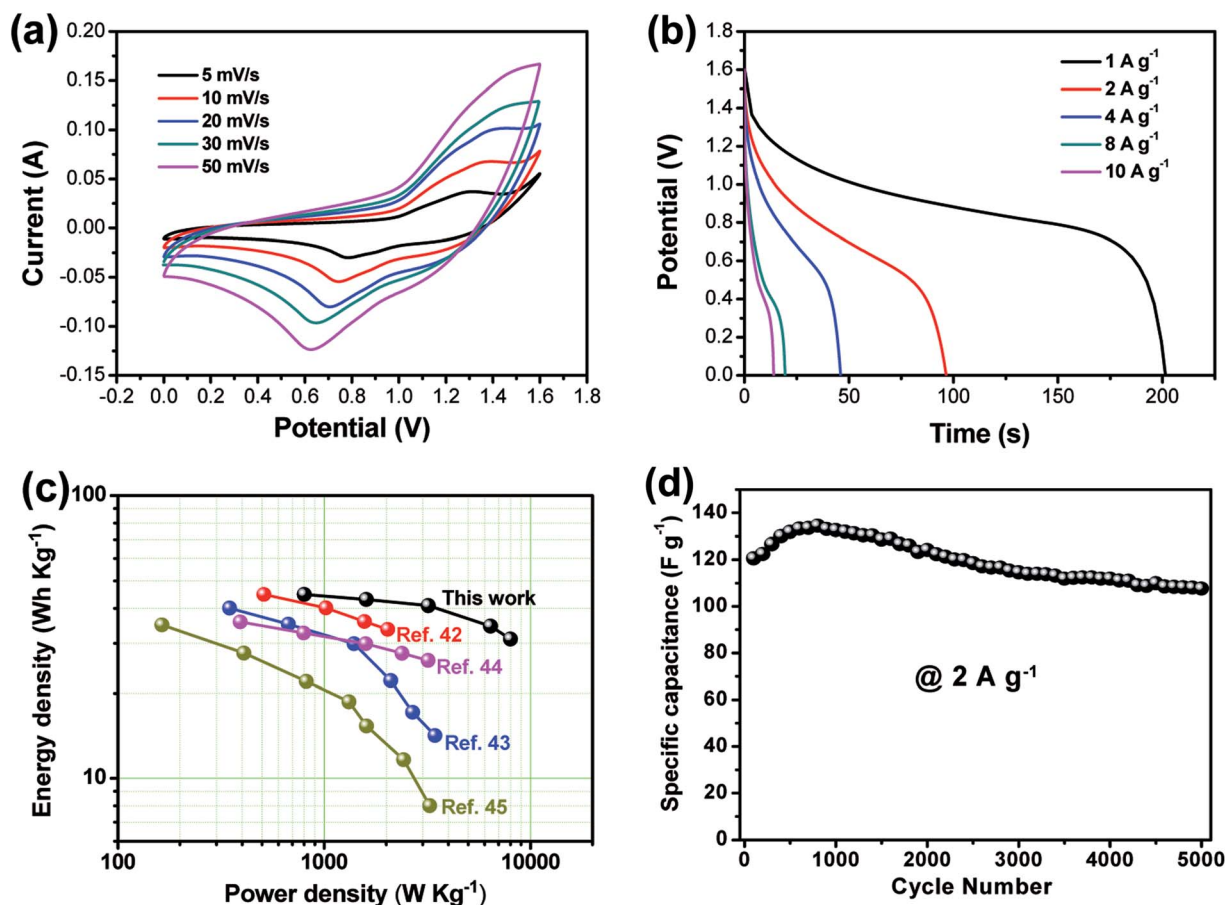 (a)
0.20
0.15
0.10
0.05
0.00
-0.05
-0.10
-0.15
Current (A)
5 mV/s
10 mV/s
20 mV/s
30 mV/s
50 mV/s
-0.2 0.0 0.2 0.4 0.6 0.8 1.0 1.2 1.4 1.6 1.8
Potential (V)
(b)
1.8
1.6
1.4
1.2
1.0
0.8
0.6
0.4
0.2
0.0
Potential (V)
1 A g⁻¹
2 A g⁻¹
4 A g⁻¹
8 A g⁻¹
10 A g⁻¹
0 50 100 150 200
Time (s)
(c)
100
10
Energy density (Wh Kg⁻¹)
This work
Ref. 42
Ref. 44
Ref. 43
Ref. 45
100 1000 10000
Power density (W Kg⁻¹)
(d)
140
120
100
80
60
40
20
0
Specific capacitance (F g⁻¹)
@ 2 A g⁻¹
0 1000 2000 3000 4000 5000
Cycle Number